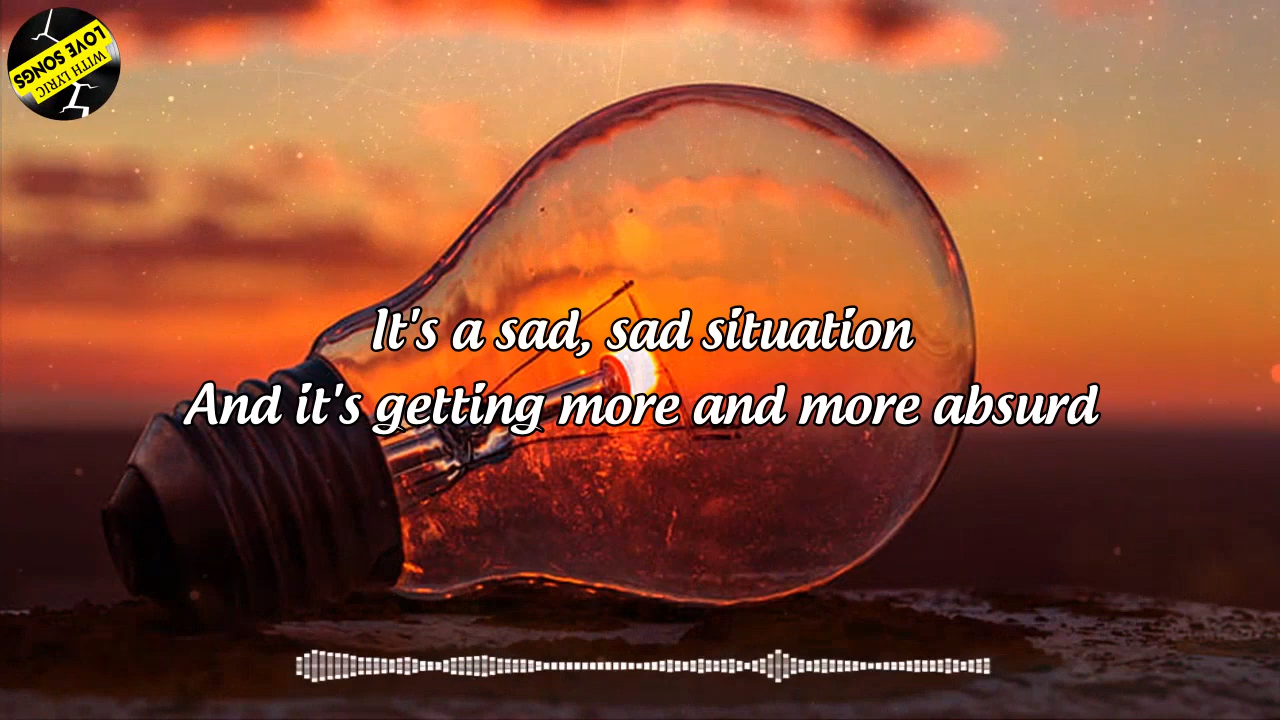 LOVE SONGS
WITH LYRIC
It's a sad, sad situation
And it's getting more and more absurd